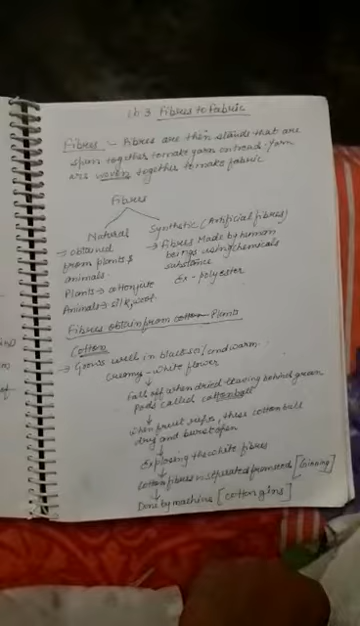 Ch 3 Fibres to Fabric
Fibres :- Fibres are thin stands that are
spun together to make yarn or thread. Yarn
are woven together to make fabric.
Fibres
Natural
→ obtained
from plants &
animals.
Plants → cotton, jute
Animals → silk, wool.
Synthetic (Artificial fibres)
→ Fibres Made by human
beings using chemicals
substance
Ex - polyester
Fibres obtain from cotton Plants
Cotton
→ Grows well in black soil and warm
Creamy - white flower
↓
Fall off when dried leaving behind green
pods called cotton boll
↓
When fruit these cotton boll
dry and burst open
↓
Exposing the white fibres
↓
Cotton fibres is separated from seeds [Ginning]
↓
Done by machine [cotton gins]
of